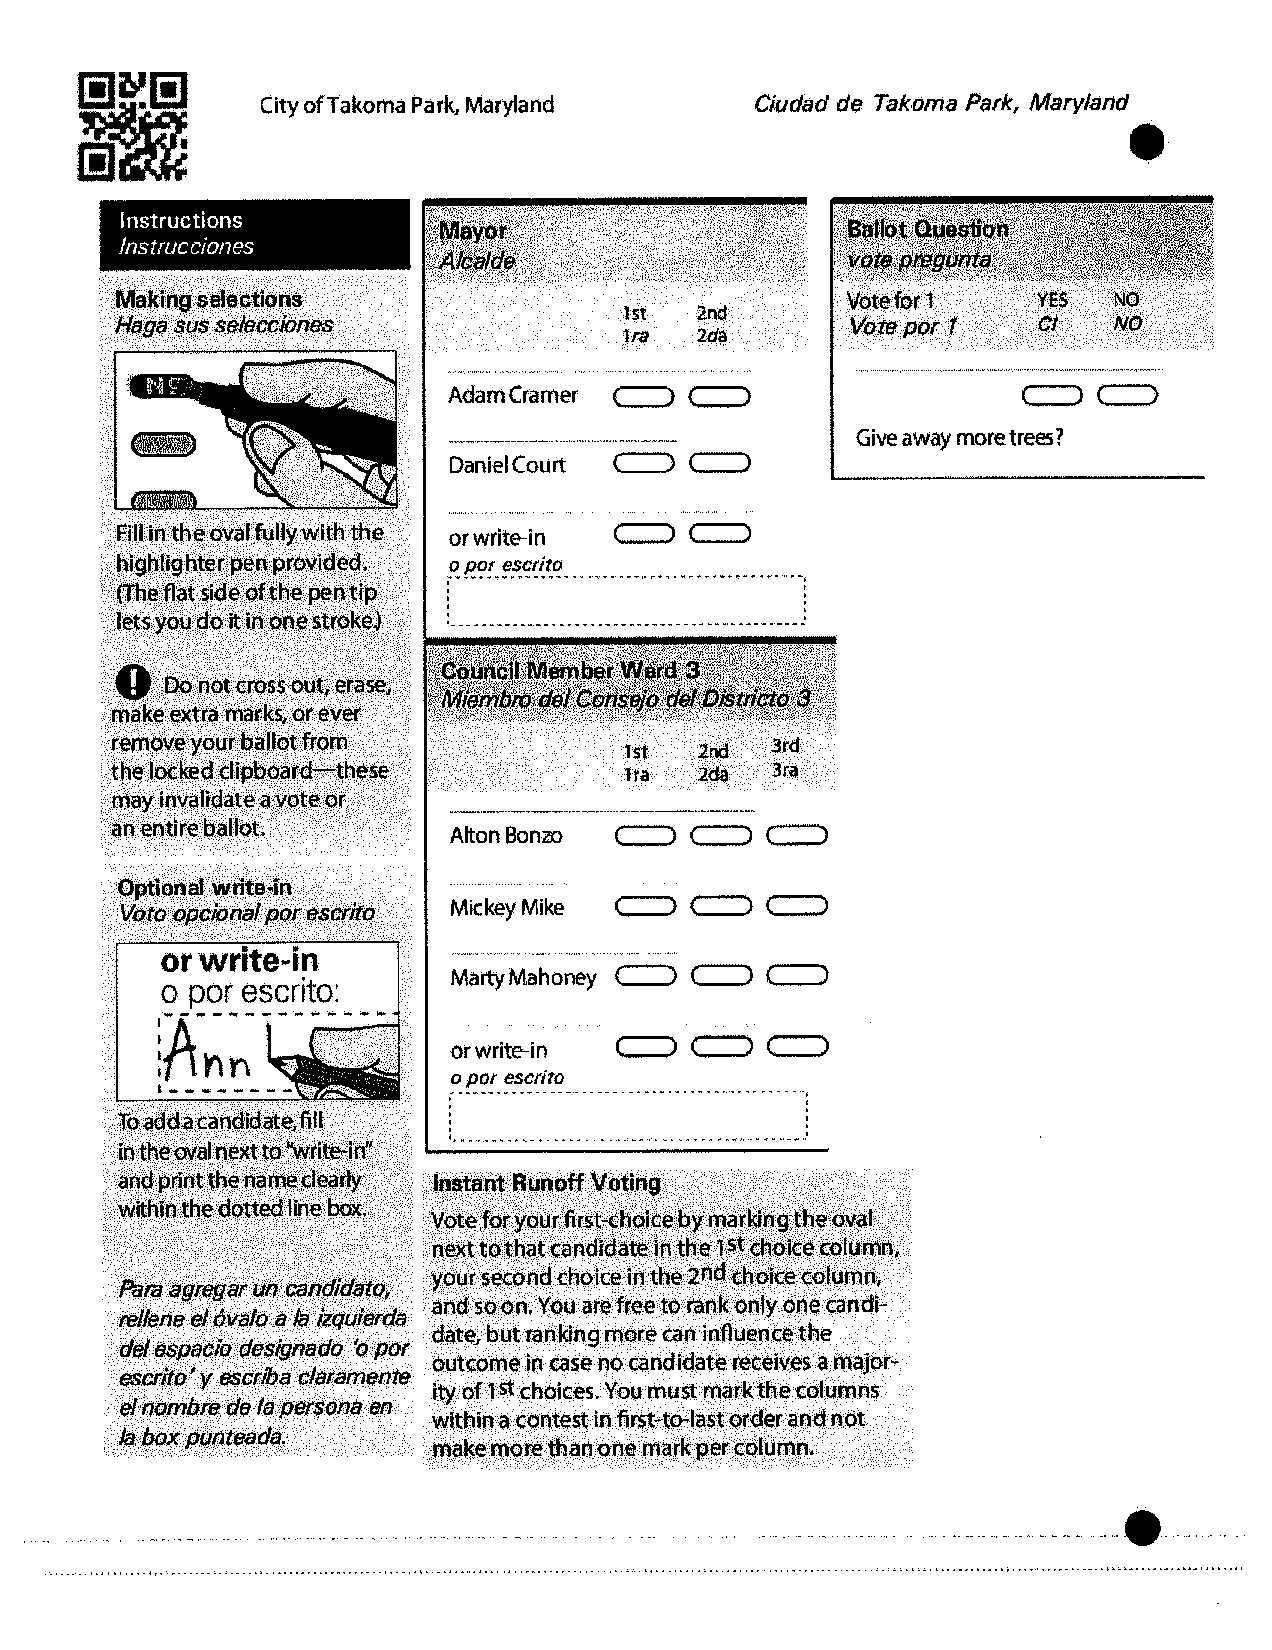 City of Takoma Park, Maryland
Ciudad de Takoma Park, Maryland
Instructions
Instrucciones
Making selections
Haga sus selecciones
Fill in the oval fully with the
highlighter pen provided.
(The flat side of the pen tip
lets you do it in one stroke.)
Do not cross out, erase,
make extra marks, or ever
remove your ballot from
the locked clipboard—these
may invalidate a vote or
an entire ballot.
Optional write-in
Voto opcional por escrito
or write-in
o por escrito:
Ann L
To add a candidate, fill
in the oval next to "write-in"
and print the name clearly
within the dotted line box.
Para agregar un candidato,
rellene el óvalo a la izquierda
del espacio designado 'o por
escrito' y escriba claramente
el nombre de la persona en
la box punteada.
Mayor
Alcalde
1st 2nd
1ra 2da
Adam Cramer
Daniel Court
or write-in
o por escrito
Council Member Ward 3
Miembro del Consejo del Districto 3
1st 2nd 3rd
1ra 2da 3ra
Alton Bonzo
Mickey Mike
Marty Mahoney
or write-in
o por escrito
Instant Runoff Voting
Vote for your first-choice by marking the oval
next to that candidate in the 1st choice column,
your second choice in the 2nd choice column,
and so on. You are free to rank only one candi-
date, but ranking more can influence the
outcome in case no candidate receives a major-
ity of 1st choices. You must mark the columns
within a contest in first-to-last order and not
make more than one mark per column.
Ballot Question
vote pregunta
Vote for 1 YES NO
Vote por 1 CI NO
Give away more trees?